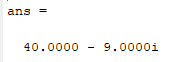 ans =
40.0000 - 9.0000i